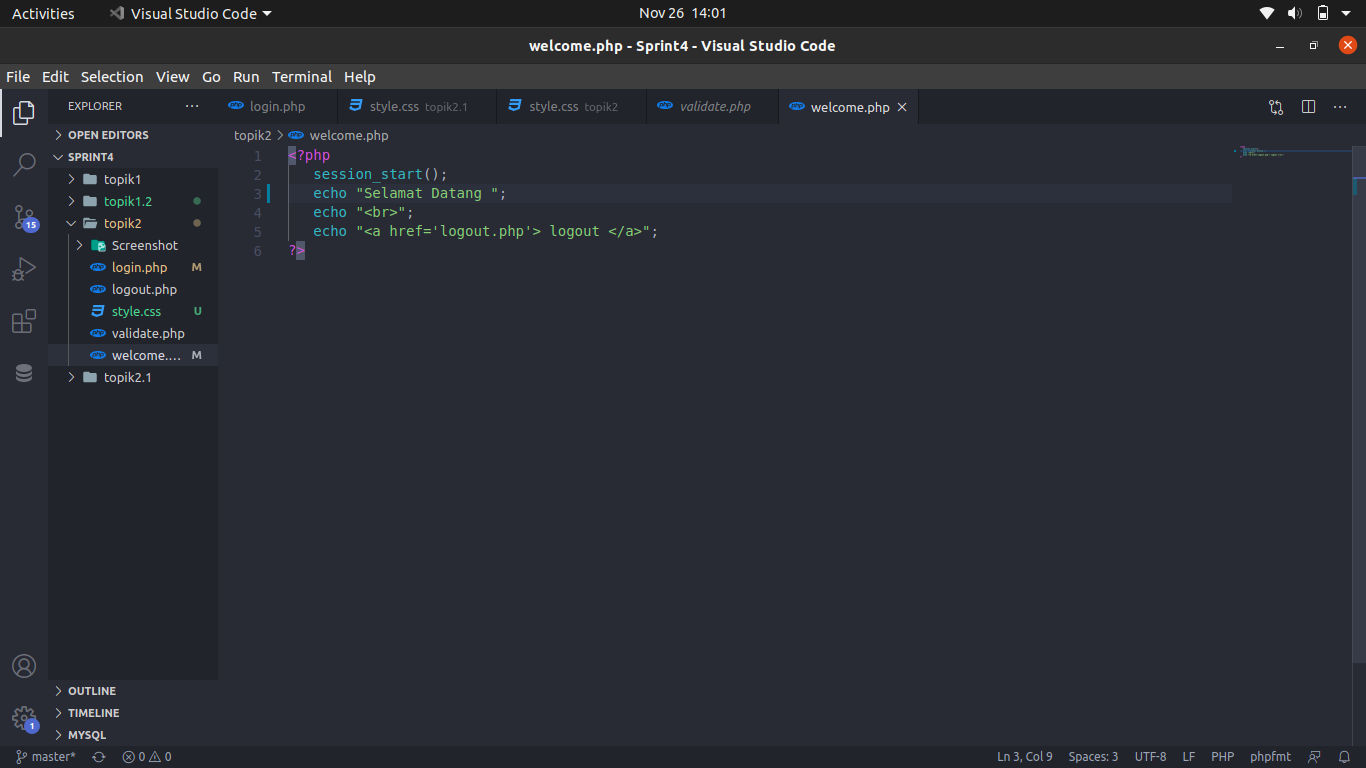 Activities Visual Studio Code Nov 26 14:01
welcome.php - Sprint4 - Visual Studio Code
File Edit Selection View Go Run Terminal Help
EXPLORER ··· login.php style.css topik2.1 style.css topik2 validate.php welcome.php ···
OPEN EDITORS
SPRINT4
topik1
topik1.2
topik2
Screenshot
login.php M
logout.php
style.css U
validate.php
welcome.... M
topik2.1
15
topik2 > welcome.php
1 <?php
2 session_start();
3 echo "Selamat Datang ";
4 echo "<br>";
5 echo "<a href='logout.php'> logout </a>";
6 ?>
OUTLINE
TIMELINE
MYSQL
1
master* 0 0 Ln 3, Col 9 Spaces: 3 UTF-8 LF PHP phpfmt